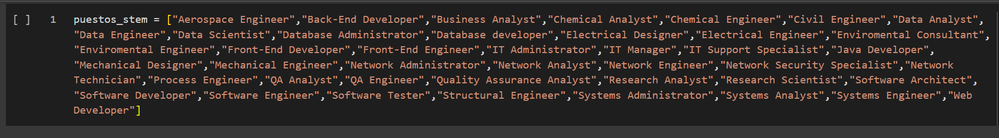 [ ] 1 puestos_stem = ["Aerospace Engineer","Back-End Developer","Business Analyst","Chemical Analyst","Chemical Engineer","Civil Engineer","Data Analyst",
"Data Engineer","Data Scientist","Database Administrator","Database developer","Electrical Designer","Electrical Engineer","Enviromental Consultant",
"Enviromental Engineer","Front-End Developer","Front-End Engineer","IT Administrator","IT Manager","IT Support Specialist","Java Developer",
"Mechanical Designer","Mechanical Engineer","Network Administrator","Network Analyst","Network Engineer","Network Security Specialist","Network
Technician","Process Engineer","QA Analyst","QA Engineer","Quality Assurance Analyst","Research Analyst","Research Scientist","Software Architect",
"Software Developer","Software Engineer","Software Tester","Structural Engineer","Systems Administrator","Systems Analyst","Systems Engineer","Web
Developer"]